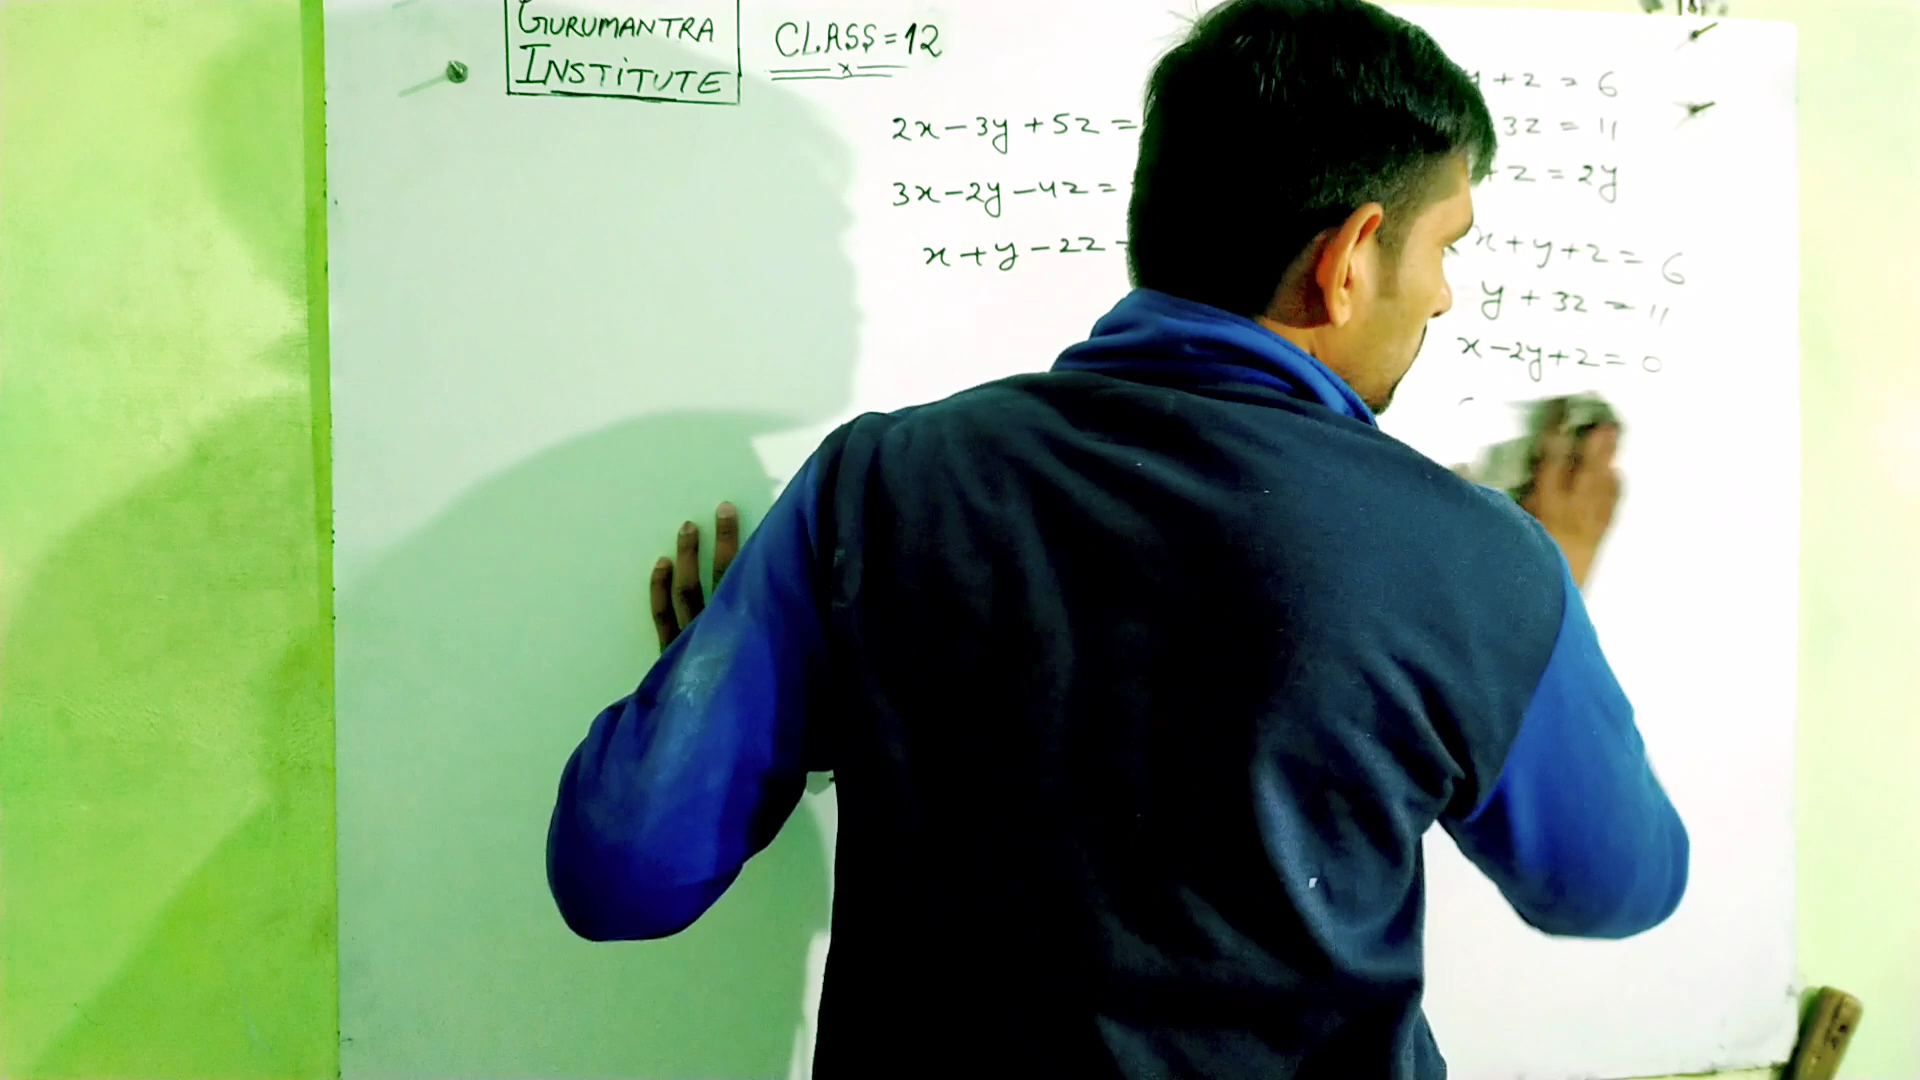 GURUMANTRA
INSTITUTE
CLASS = 12
2x - 3y + 5z =
3x - 2y - 4z =
x + y - 2z
y + z = 6
3z = 11
+ z = 2y
x + y + z = 6
y + 3z = 11
x - 2y + z = 0